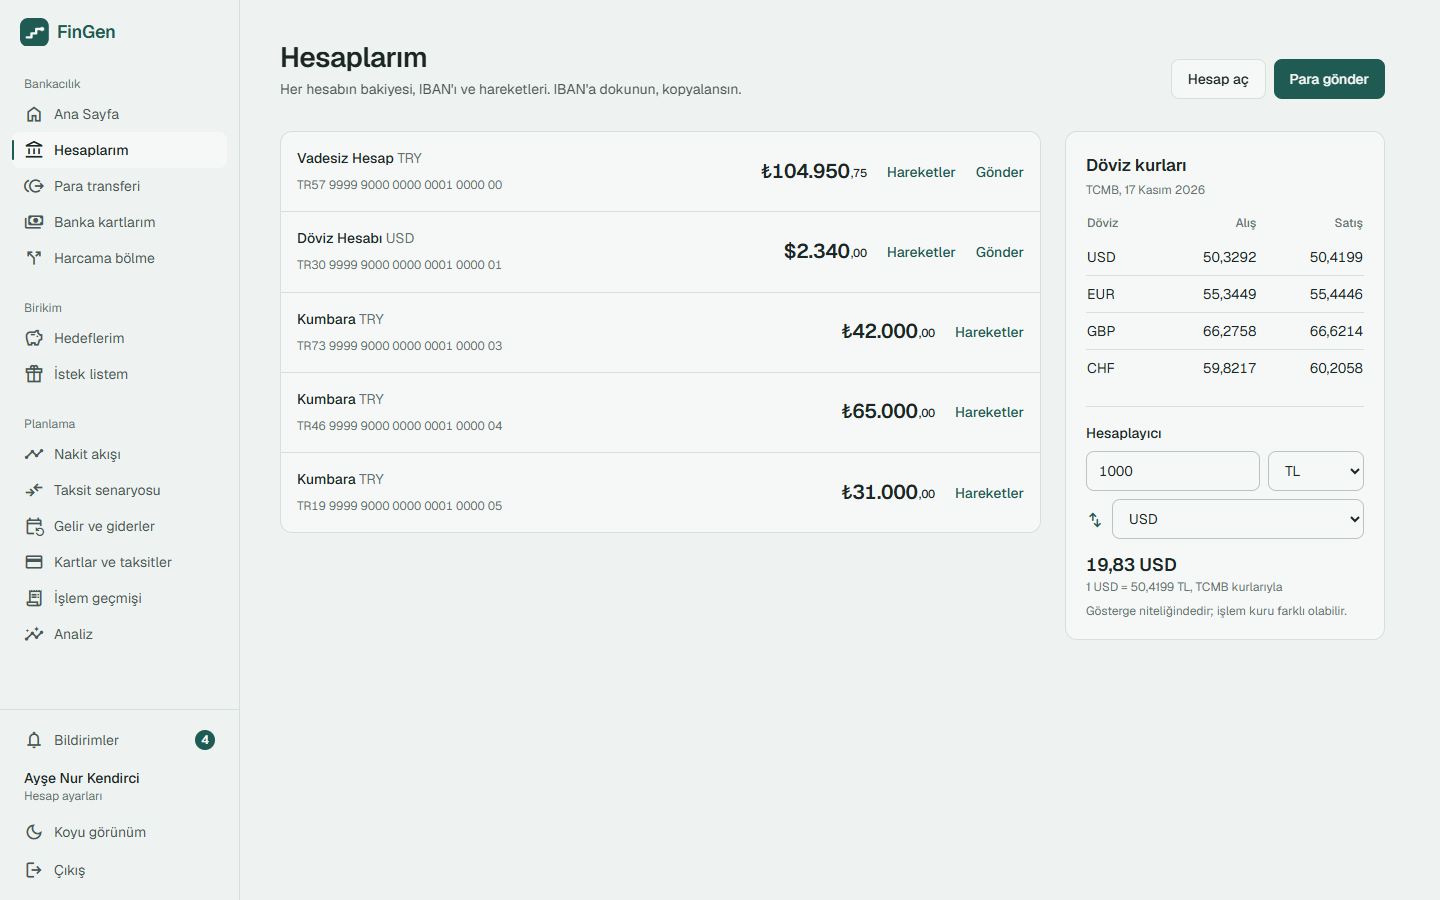 FinGen
Bankacılık
Ana Sayfa
Hesaplarım
Para transferi
Banka kartlarım
Harcama bölme
Birikim
Hedeflerim
İstek listem
Planlama
Nakit akışı
Taksit senaryosu
Gelir ve giderler
Kartlar ve taksitler
İşlem geçmişi
Analiz
Bildirimler 4
Ayşe Nur Kendirci
Hesap ayarları
Koyu görünüm
Çıkış
Hesaplarım
Her hesabın bakiyesi, IBAN'ı ve hareketleri. IBAN'a dokunun, kopyalansın.
Hesap aç Para gönder
Vadesiz Hesap TRY
TR57 9999 9000 0000 0001 0000 00
₺104.950,75 Hareketler Gönder
Döviz Hesabı USD
TR30 9999 9000 0000 0001 0000 01
$2.340,00 Hareketler Gönder
Kumbara TRY
TR73 9999 9000 0000 0001 0000 03
₺42.000,00 Hareketler
Kumbara TRY
TR46 9999 9000 0000 0001 0000 04
₺65.000,00 Hareketler
Kumbara TRY
TR19 9999 9000 0000 0001 0000 05
₺31.000,00 Hareketler
Döviz kurları
TCMB, 17 Kasım 2026
Döviz Alış Satış
USD 50,3292 50,4199
EUR 55,3449 55,4446
GBP 66,2758 66,6214
CHF 59,8217 60,2058
Hesaplayıcı
1000 TL
USD
19,83 USD
1 USD = 50,4199 TL, TCMB kurlarıyla
Gösterge niteliğindedir; işlem kuru farklı olabilir.